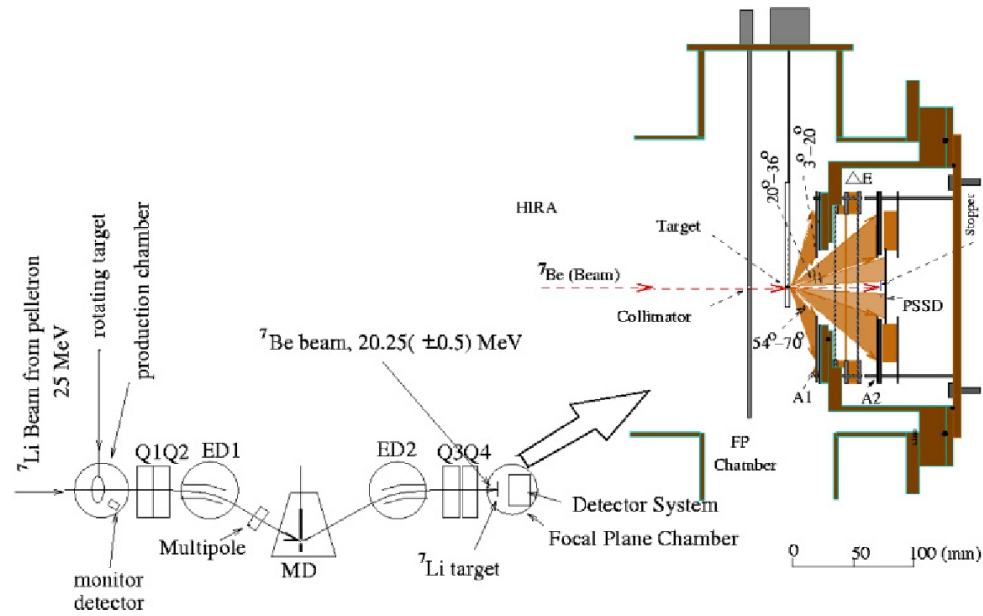 ⁷Li Beam from pelletron
25 MeV
rotating target
production chamber
Q1Q2
ED1
Multipole
MD
monitor
detector
⁷Be beam, 20.25( ±0.5) MeV
ED2
Q3Q4
Detector System
Focal Plane Chamber
⁷Li target
HIRA
Target
⁷Be (Beam)
Collimator
20°–36°
3–20°
△E
Stopper
PSSD
54°–70°
A1
A2
FP
Chamber
0 50 100 (mm)